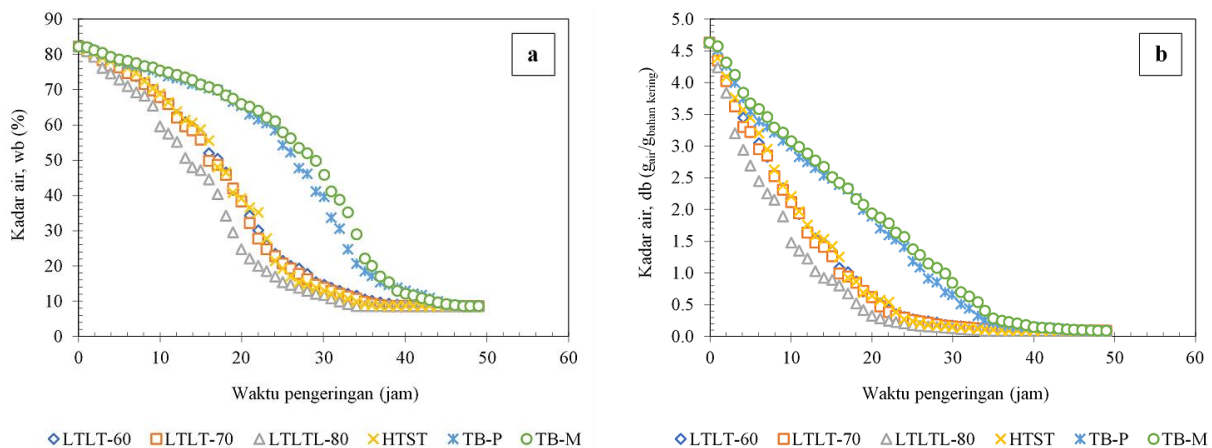 a
Kadar air, wb (%)
90
80
70
60
50
40
30
20
10
0
0 10 20 30 40 50 60
Waktu pengeringan (jam)
LTLT-60 LTLT-70 LTLTL-80 HTST TB-P TB-M
b
Kadar air, db (gair/gbahan kering)
5.0
4.5
4.0
3.5
3.0
2.5
2.0
1.5
1.0
0.5
0.0
0 10 20 30 40 50 60
Waktu pengeringan (jam)
LTLT-60 LTLT-70 LTLTL-80 HTST TB-P TB-M